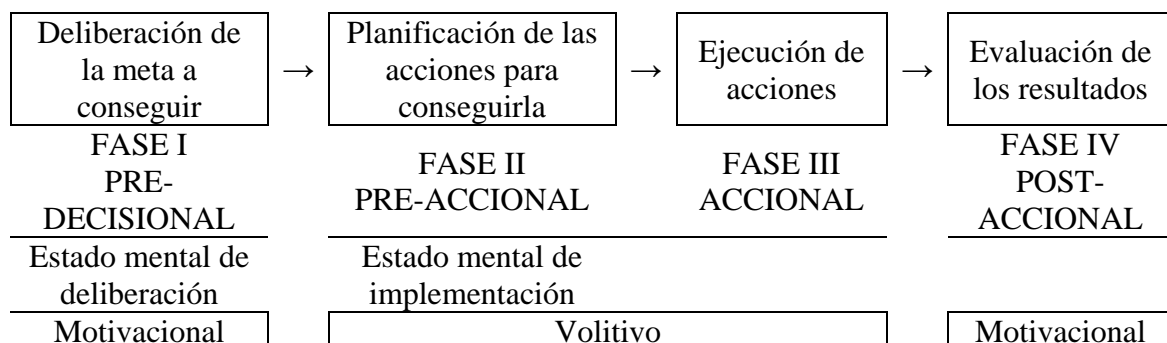 Deliberación de
la meta a
conseguir
→
Planificación de las
acciones para
conseguirla
→
Ejecución de
acciones
→
Evaluación de
los resultados
FASE I
PRE-
DECISIONAL
FASE II
PRE-ACCIONAL
FASE III
ACCIONAL
FASE IV
POST-
ACCIONAL
Estado mental de
deliberación
Estado mental de
implementación
Motivacional
Volitivo
Motivacional